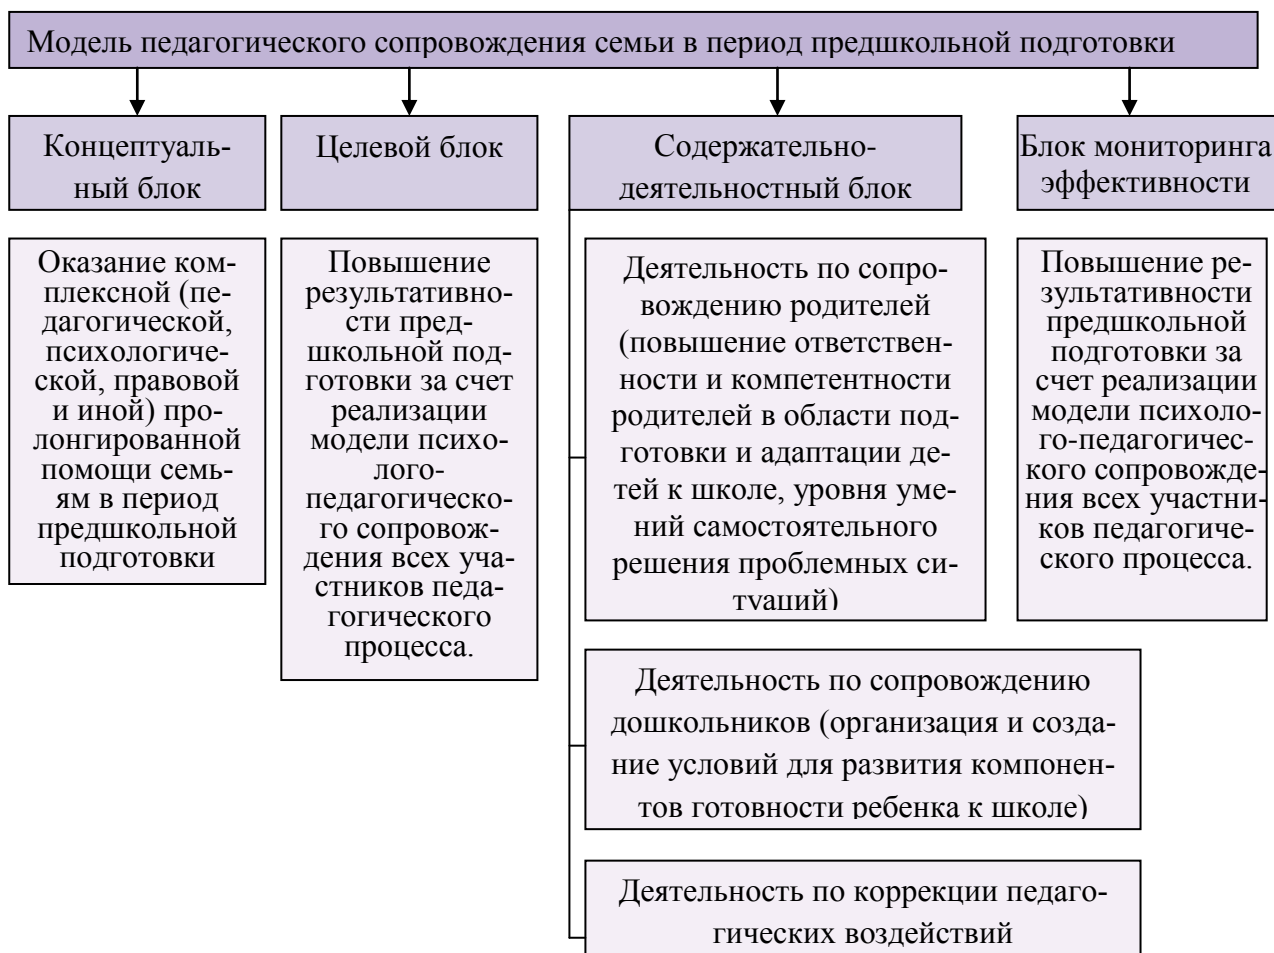 Модель педагогического сопровождения семьи в период предшкольной подготовки
Концептуаль-
ный блок
Целевой блок
Содержательно-
деятельностный блок
Блок мониторинга
эффективности
Оказание ком-
плексной (пе-
дагогической,
психологиче-
ской, правовой
и иной) про-
лонгированной
помощи семь-
ям в период
предшкольной
подготовки
Повышение
результативно-
сти пред-
школьной под-
готовки за счет
реализации
модели психо-
лого-
педагогическо-
го сопровож-
дения всех уча-
стников педа-
гогического
процесса.
Деятельность по сопро-
вождению родителей
(повышение ответствен-
ности и компетентности
родителей в области под-
готовки и адаптации де-
тей к школе, уровня уме-
ний самостоятельного
решения проблемных си-
туаций)
Деятельность по сопровождению
дошкольников (организация и созда-
ние условий для развития компонен-
тов готовности ребенка к школе)
Деятельность по коррекции педаго-
гических воздействий
Повышение ре-
зультативности
предшкольной
подготовки за
счет реализации
модели психоло-
го-педагогичес-
кого сопровожде-
ния всех участни-
ков педагогиче-
ского процесса.